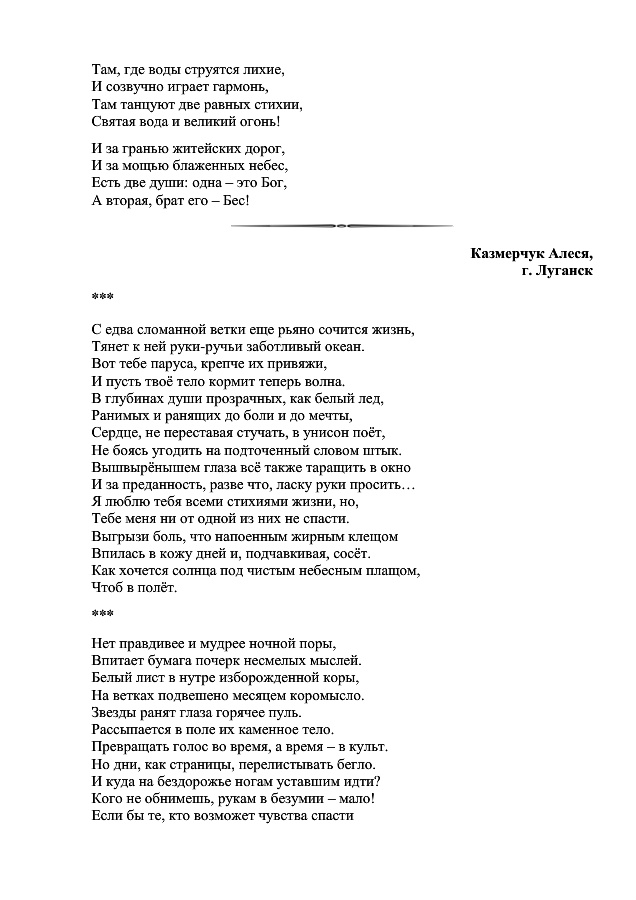 Там, где воды струятся лихие,
И созвучно играет гармонь,
Там танцуют две равных стихии,
Святая вода и великий огонь!
И за гранью житейских дорог,
И за мощью блаженных небес,
Есть две души: одна – это Бог,
А вторая, брат его – Бес!
Казмерчук Алеся,
г. Луганск
***
С едва сломанной ветки еще рьяно сочится жизнь,
Тянет к ней руки-ручьи заботливый океан.
Вот тебе паруса, крепче их привяжи,
И пусть твоё тело кормит теперь волна.
В глубинах души прозрачных, как белый лед,
Ранимых и ранящих до боли и до мечты,
Сердце, не переставая стучать, в унисон поёт,
Не боясь угодить на подточенный словом штык.
Вышвырёнышем глаза всё также таращить в окно
И за преданность, разве что, ласку руки просить…
Я люблю тебя всеми стихиями жизни, но,
Тебе меня ни от одной из них не спасти.
Выгрызи боль, что напоенным жирным клещом
Впилась в кожу дней и, подчавкивая, сосёт.
Как хочется солнца под чистым небесным плащом,
Чтоб в полёт.
***
Нет правдивее и мудрее ночной поры,
Впитает бумага почерк несмелых мыслей.
Белый лист в нутре изборожденной коры,
На ветках подвешено месяцем коромысло.
Звезды ранят глаза горячее пуль.
Рассыпается в поле их каменное тело.
Превращать голос во время, а время – в культ.
Но дни, как страницы, перелистывать бегло.
И куда на бездорожье ногам уставшим идти?
Кого не обнимешь, рукам в безумии – мало!
Если бы те, кто возможет чувства спасти